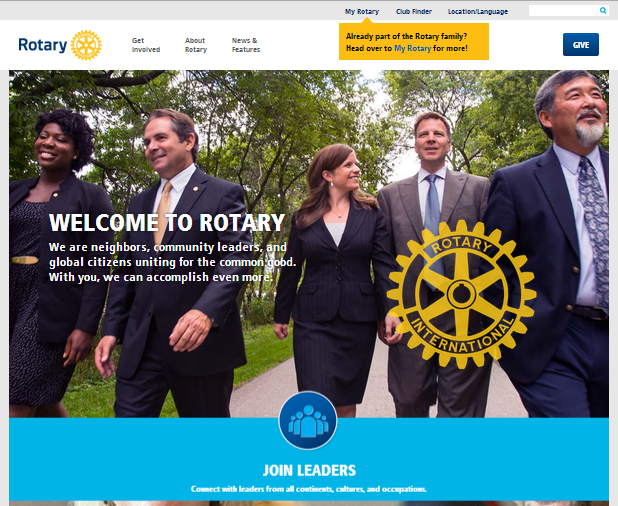 My Rotary Club Finder Location/Language
Rotary
Get
Involved
About
Rotary
News &
Features
Already part of the Rotary family?
Head over to My Rotary for more!
GIVE
WELCOME TO ROTARY
We are neighbors, community leaders, and
global citizens uniting for the common good.
With you, we can accomplish even more.
ROTARY
INTERNATIONAL
JOIN LEADERS
Connect with leaders from all continents, cultures, and occupations.